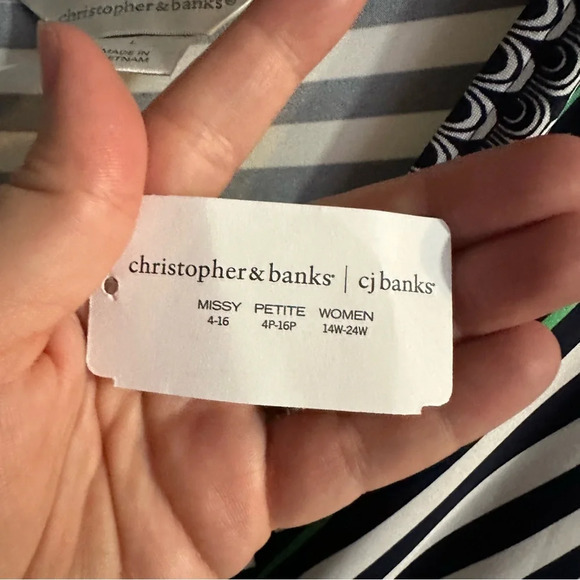 christopher & banks®
L
MADE IN
VIETNAM
christopher & banks® | cj banks®
MISSY PETITE WOMEN
4-16 4P-16P 14W-24W